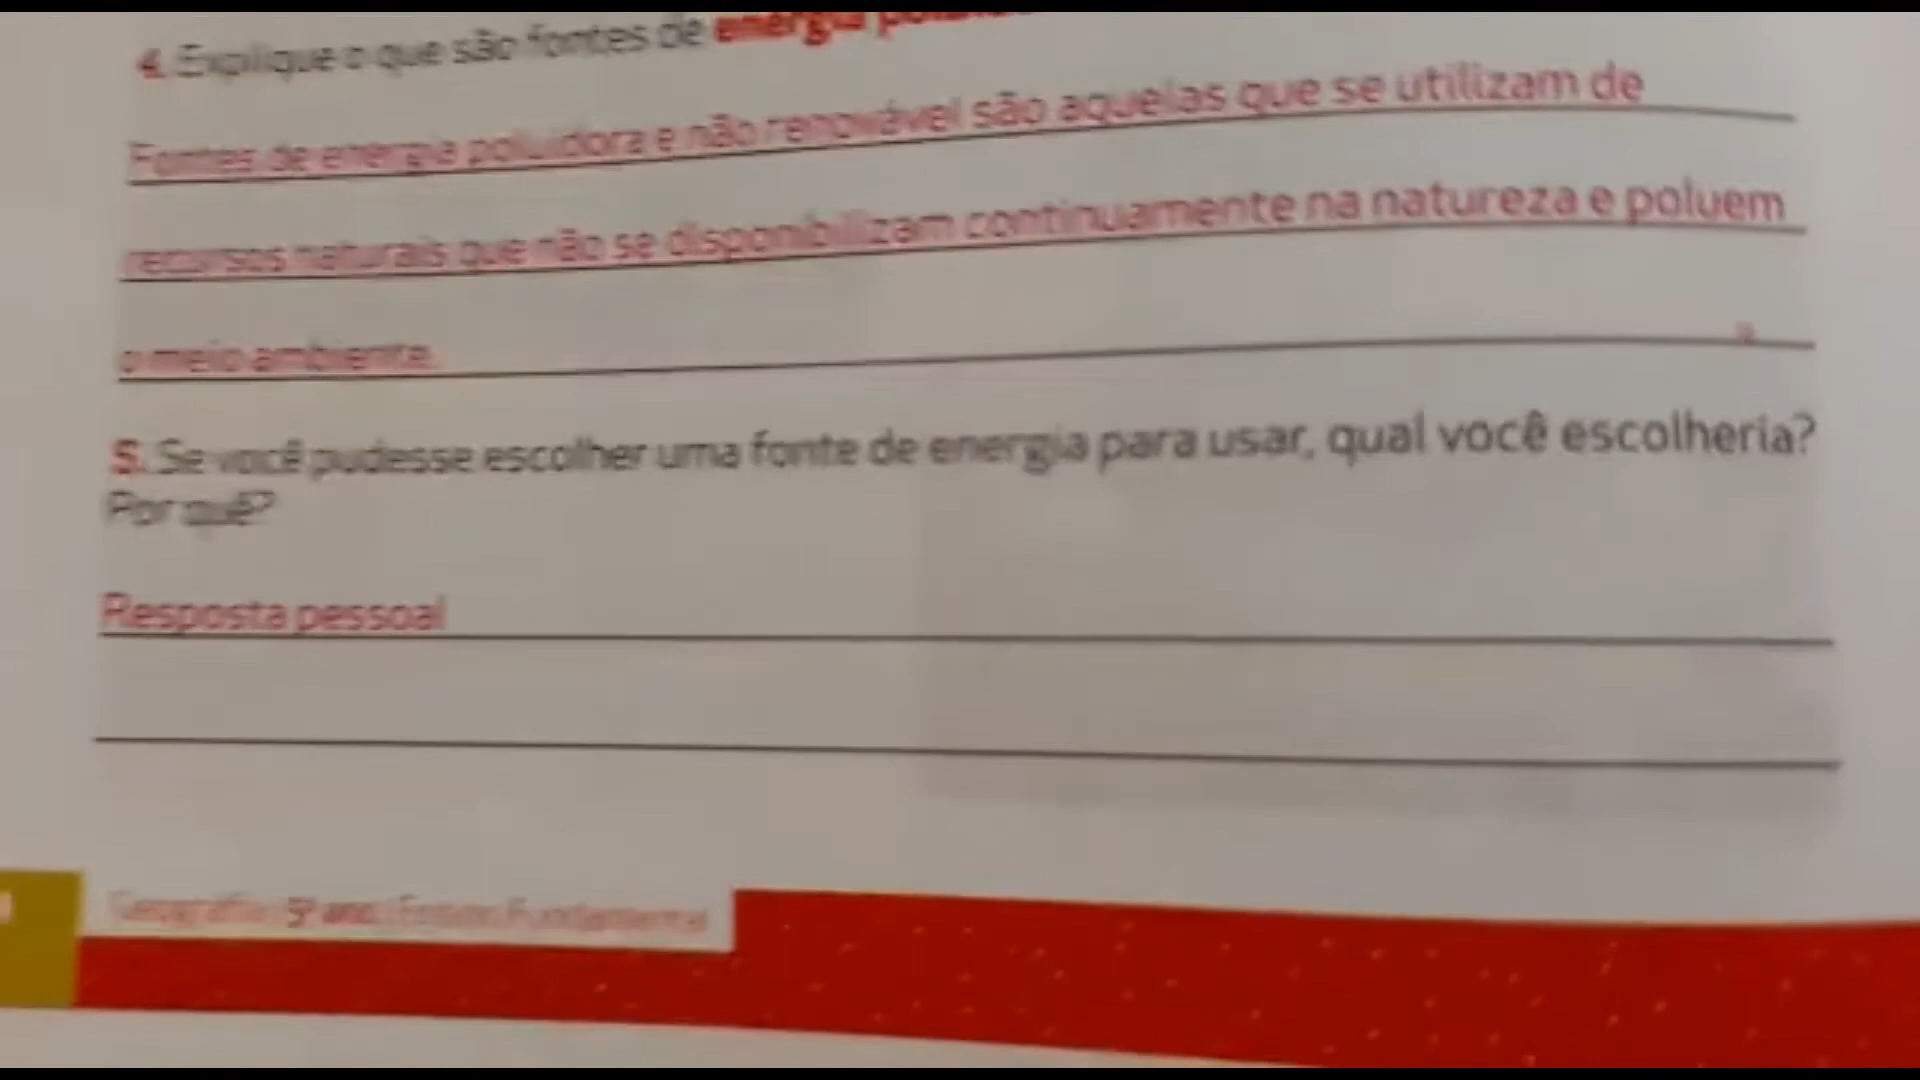 4. Explique o que são fontes de energia
Fontes de energia poluidora e não renovável são aquelas que se utilizam de
recursos naturais que não se disponibilizam continuamente na natureza e poluem
o meio ambiente.
5. Se você pudesse escolher uma fonte de energia para usar, qual você escolheria?
Por quê?
Resposta pessoal
Geografia | 5º ano | Ensino Fundamental